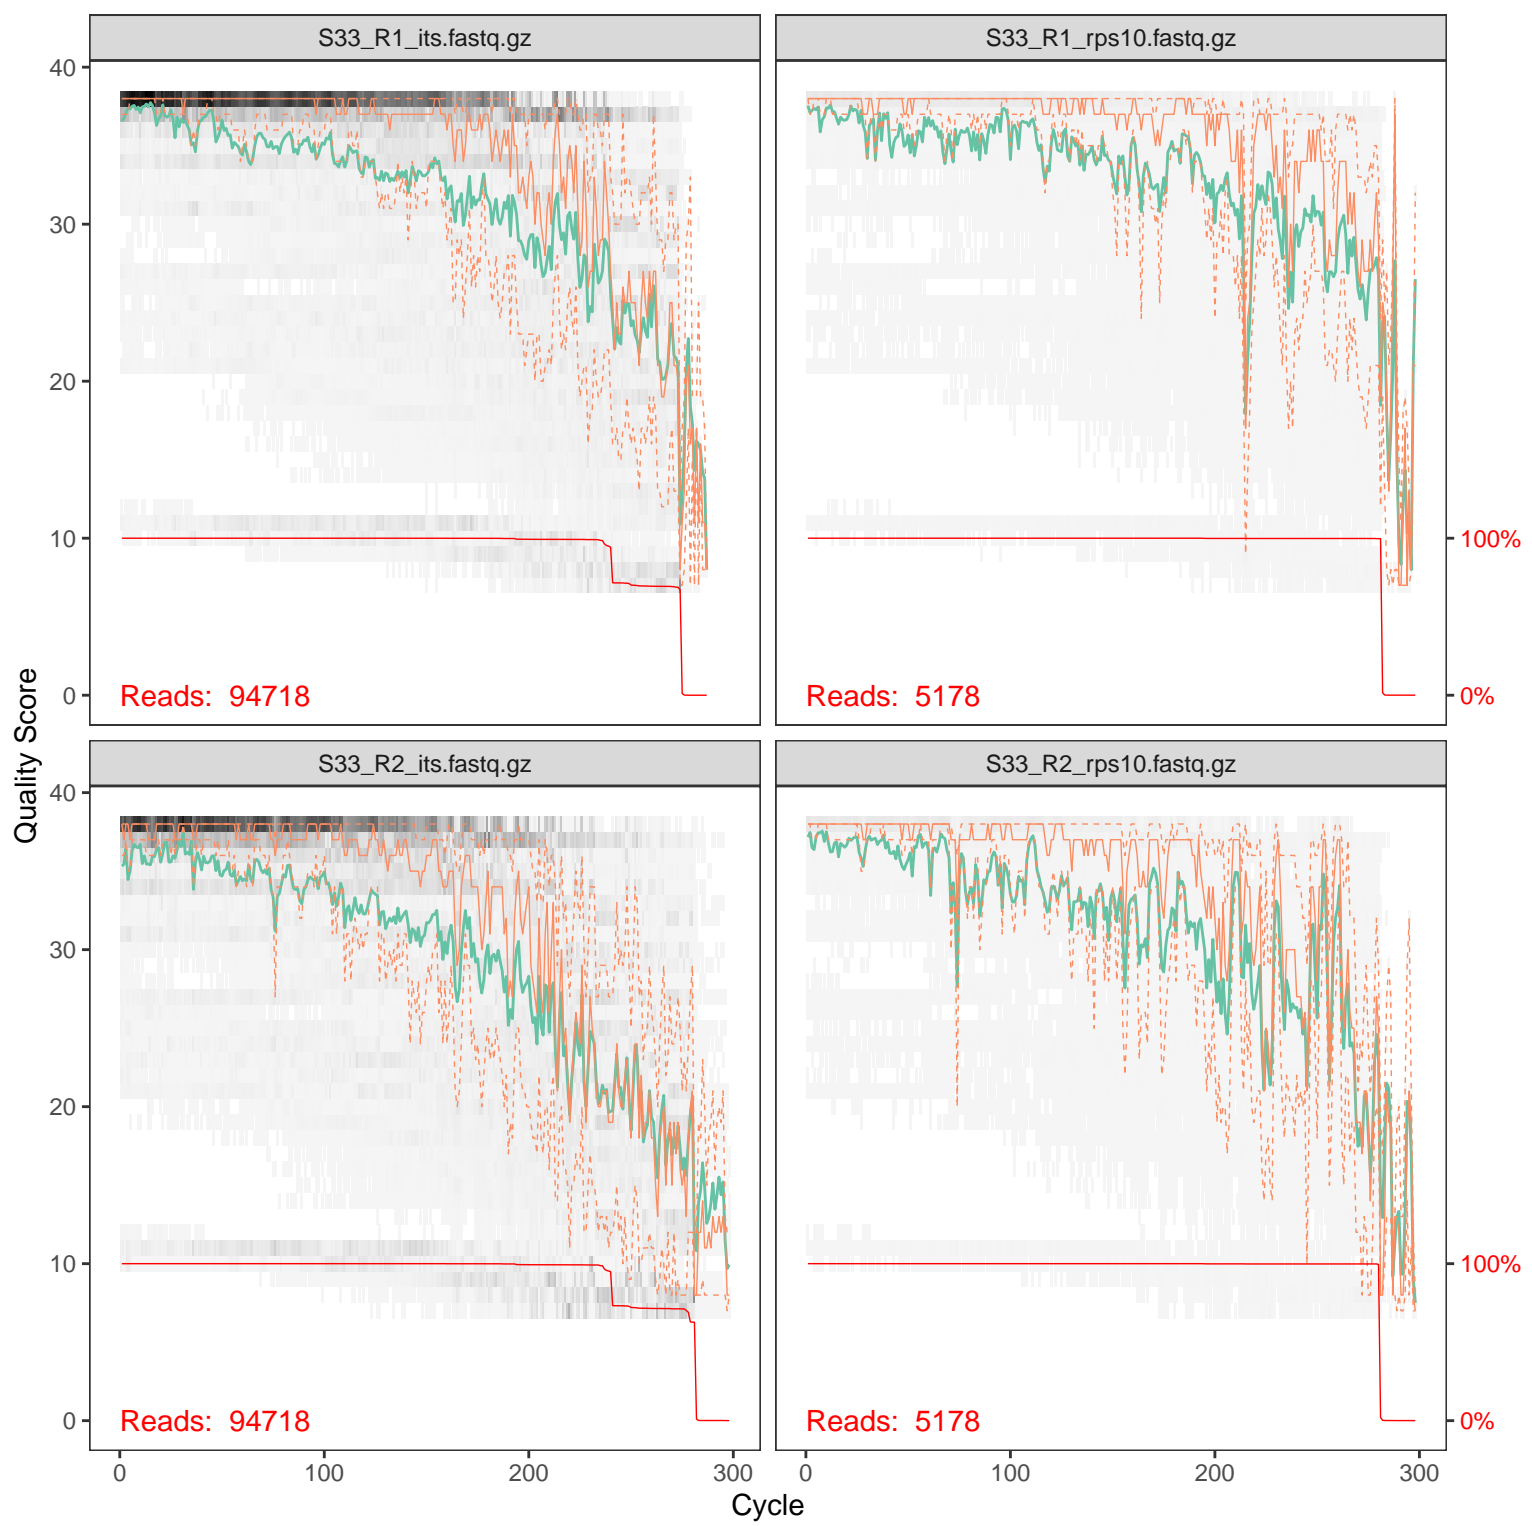 S33_R1_its.fastq.gz
S33_R1_rps10.fastq.gz
40
30
20
10
0
100%
0%
Reads: 94718
Reads: 5178
Quality Score
S33_R2_its.fastq.gz
S33_R2_rps10.fastq.gz
40
30
20
10
0
100%
0%
Reads: 94718
Reads: 5178
0 100 200 300
0 100 200 300
Cycle